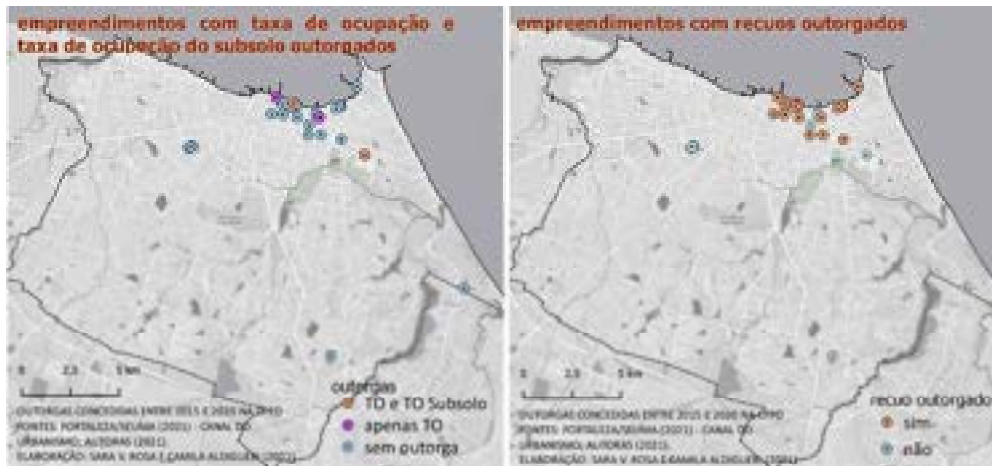 empreendimentos com taxa de ocupação e
taxa de ocupação do subsolo outorgados
0 2,5 5 km
outorgas
TO e TO Subsolo
apenas TO
sem outorga
OUTORGAS CONCEDIDAS ENTRE 2015 E 2020 NA
FONTES: FORTALEZA/SEUMA (2021) - CANAL DO
URBANISMO; AUTORAS (2021).
ELABORAÇÃO: SARA V. ROSA E CAMILA ALDIGUERI (2021)
empreendimentos com recuos outorgados
0 2,5 5 km
recuo outorgado
sim
não
OUTORGAS CONCEDIDAS ENTRE 2015 E 2020 NA
FONTES: FORTALEZA/SEUMA (2021) - CANAL DO
URBANISMO; AUTORAS (2021).
ELABORAÇÃO: SARA V. ROSA E CAMILA ALDIGUERI (2021)